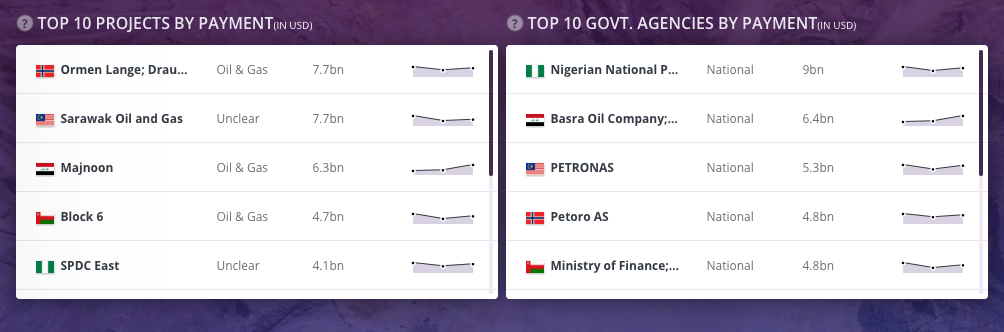 ? TOP 10 PROJECTS BY PAYMENT(IN USD)
Ormen Lange; Drau... Oil & Gas 7.7bn
Sarawak Oil and Gas Unclear 7.7bn
Majnoon Oil & Gas 6.3bn
Block 6 Oil & Gas 4.7bn
SPDC East Unclear 4.1bn
? TOP 10 GOVT. AGENCIES BY PAYMENT(IN USD)
Nigerian National P... National 9bn
Basra Oil Company;... National 6.4bn
PETRONAS National 5.3bn
Petoro AS National 4.8bn
Ministry of Finance;... National 4.8bn